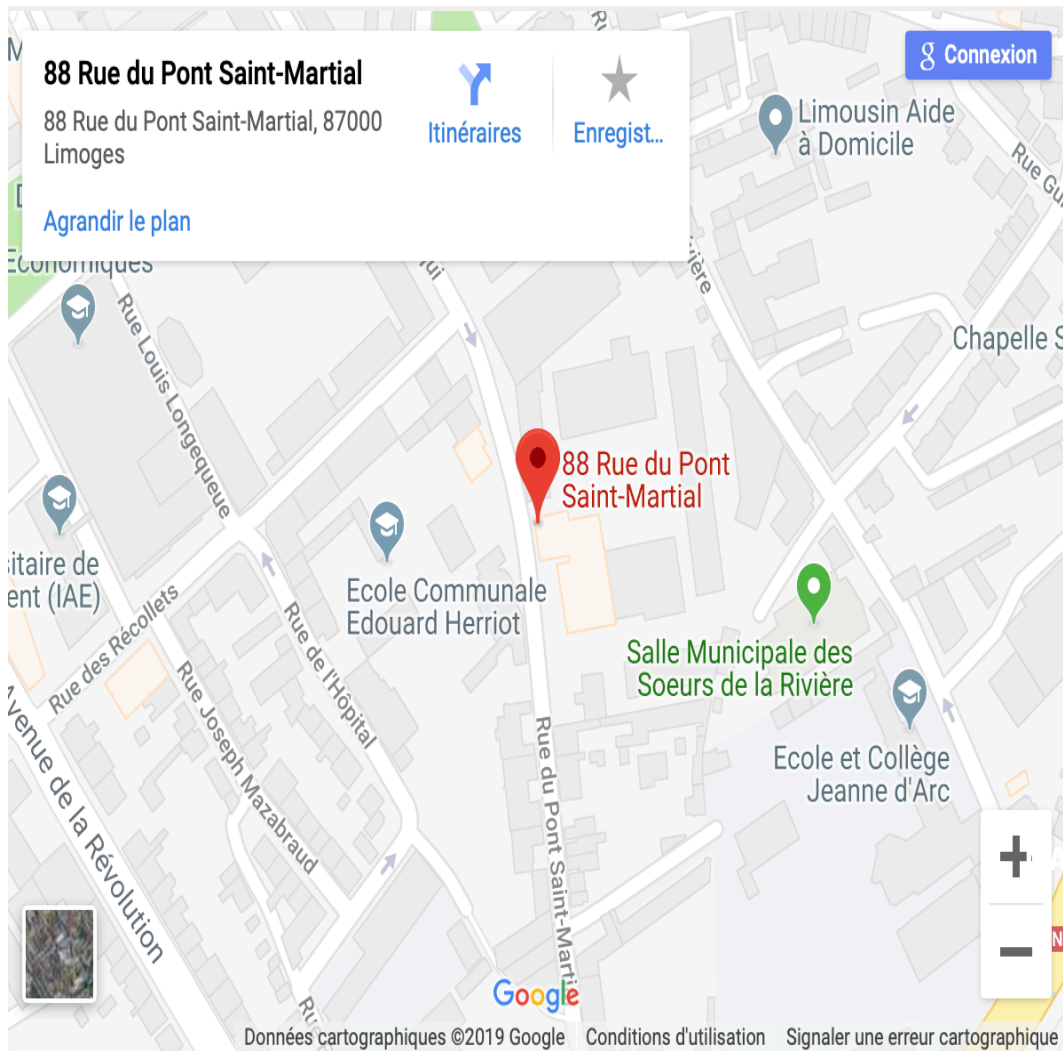 88 Rue du Pont Saint-Martial
88 Rue du Pont Saint-Martial, 87000
Limoges
Itinéraires
Enregist...
Agrandir le plan
Connexion
Limousin Aide
à Domicile
Économiques
Rue Louis Longequeue
Chapelle S
88 Rue du Pont
Saint-Martial
Ecole Communale
Edouard Herriot
sitaire de
ent (IAE)
Rue des Récollets
Rue de l'Hôpital
Salle Municipale des
Soeurs de la Rivière
Rue Joseph Mazabraud
Rue du Pont Saint-Marti
Ecole et Collège
Jeanne d'Arc
Avenue de la Révolution
Google
Données cartographiques ©2019 Google
Conditions d'utilisation
Signaler une erreur cartographique